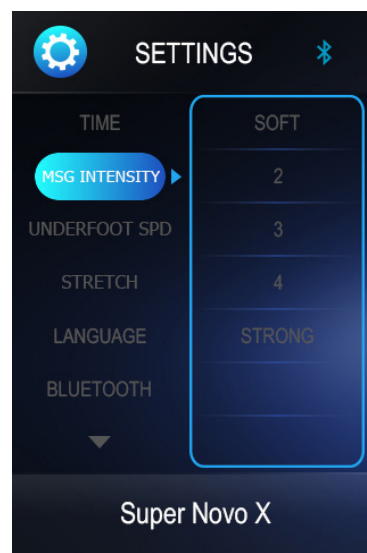 SETTINGS
TIME
MSG INTENSITY
UNDERFOOT SPD
STRETCH
LANGUAGE
BLUETOOTH
SOFT
2
3
4
STRONG
Super Novo X